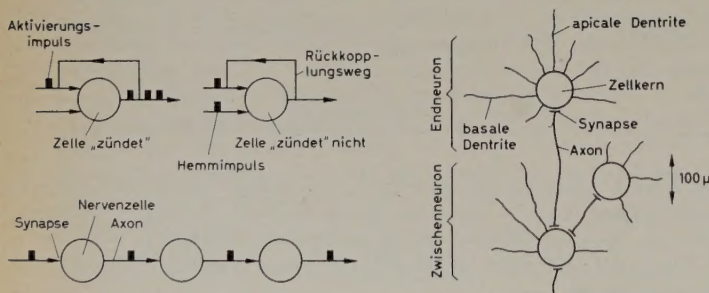 Aktivierungs-
impuls
Zelle „zündet"
Rückkopp-
lungsweg
Zelle „zündet" nicht
Hemmimpuls
Synapse
Nervenzelle
Axon
Endneuron
Zwischenneuron
apicale Dentrite
Zellkern
Synapse
basale
Dentrite
Axon
100 µ